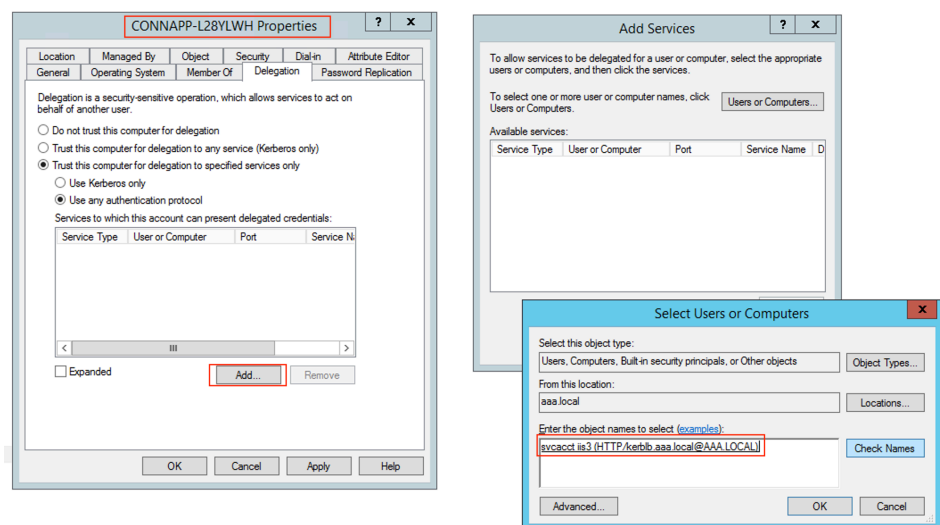 CONNAPP-L28YLWH Properties
? x
Location Managed By Object Security Dial-in Attribute Editor
General Operating System Member Of Delegation Password Replication
Delegation is a security-sensitive operation, which allows services to act on
behalf of another user.
Do not trust this computer for delegation
Trust this computer for delegation to any service (Kerberos only)
Trust this computer for delegation to specified services only
Use Kerberos only
Use any authentication protocol
Services to which this account can present delegated credentials:
Service Type User or Computer Port Service Na
Expanded
Add... Remove
OK Cancel Apply Help
Add Services
? x
To allow services to be delegated for a user or computer, select the appropriate
users or computers, and then click the services.
To select one or more user or computer names, click
Users or Computers.
Users or Computers...
Available services:
Service Type User or Computer Port Service Name D
Select Users or Computers
x
Select this object type:
Users, Computers, Built-in security principals, or Other objects
Object Types...
From this location:
aaa.local
Locations...
Enter the object names to select (examples):
svcacct iis3 (HTTP/kerblb.aaa.local@AAA.LOCAL)
Check Names
Advanced... OK Cancel